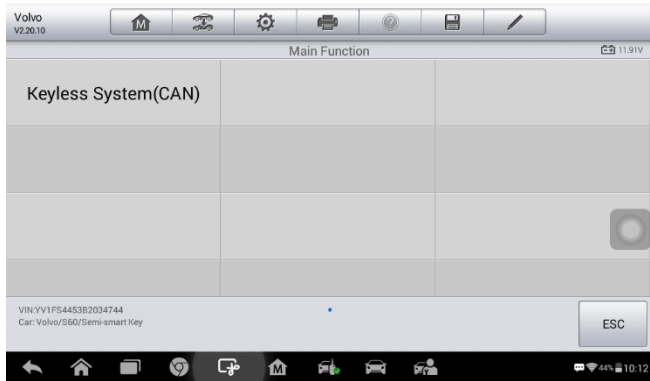 Volvo
V2.20.10
Main Function
11.91V
Keyless System(CAN)
VIN:YV1FS4453B2034744
Car: Volvo/S60/Semi-smart Key
ESC
44%
10:12